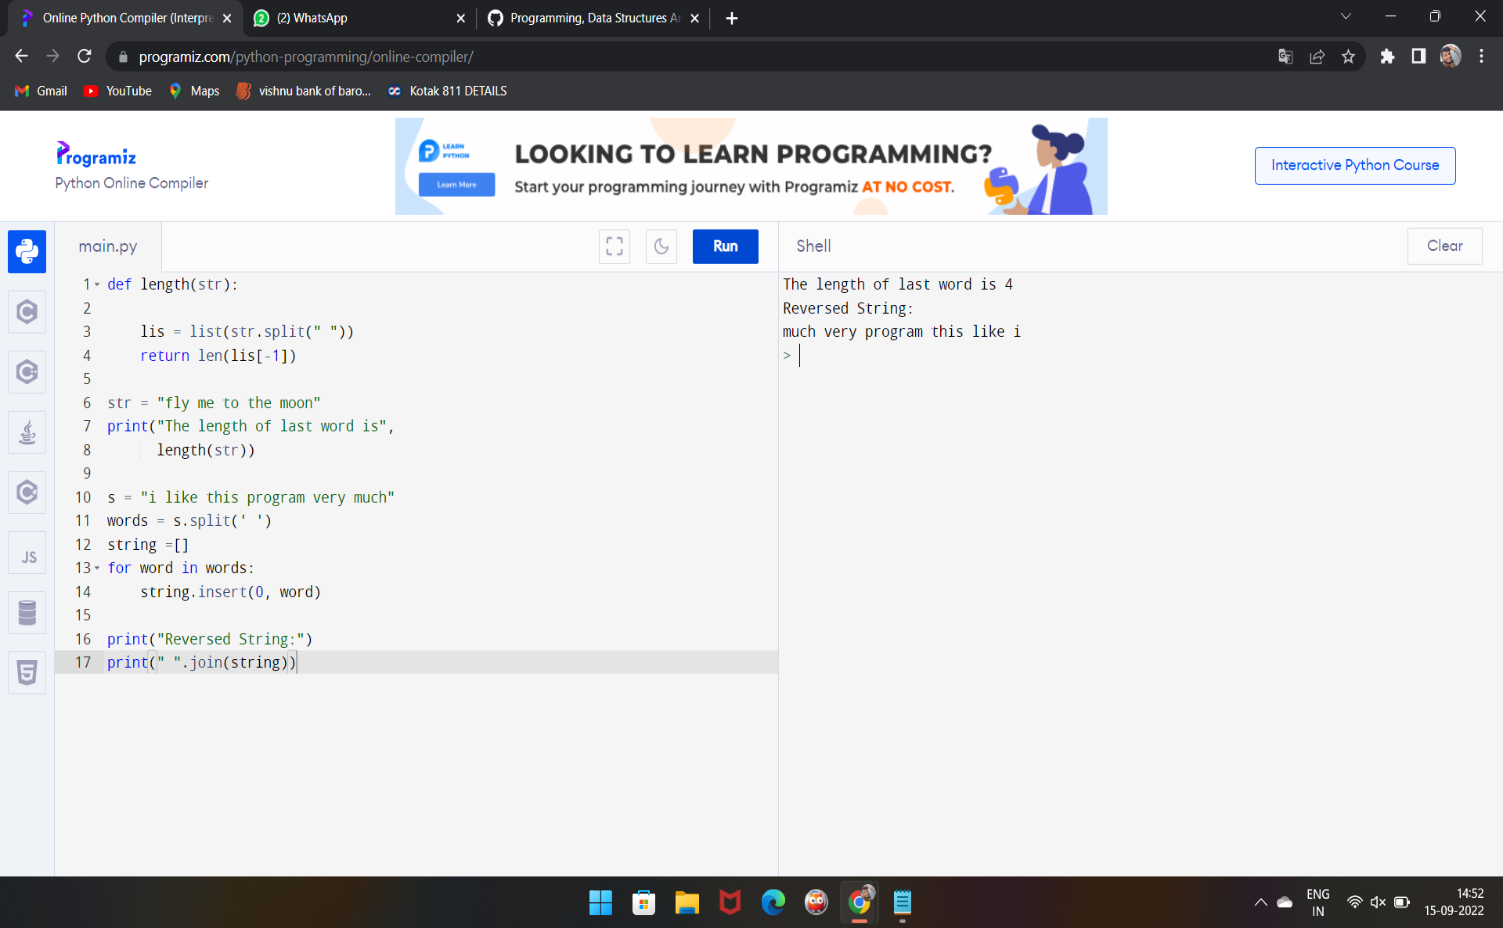 Online Python Compiler (Interpre
(2) WhatsApp
Programming, Data Structures Ar
programiz.com/python-programming/online-compiler/
Gmail
YouTube
Maps
vishnu bank of baro...
Kotak 811 DETAILS
Programiz
Python Online Compiler
LEARN
PYTHON
Learn More
LOOKING TO LEARN PROGRAMMING?
Start your programming journey with Programiz AT NO COST.
Interactive Python Course
main.py
Run
Shell
Clear
1 def length(str):
2
3 lis = list(str.split(" "))
4 return len(lis[-1])
5
6 str = "fly me to the moon"
7 print("The length of last word is",
8 length(str))
9
10 s = "i like this program very much"
11 words = s.split(' ')
12 string =[]
13 for word in words:
14 string.insert(0, word)
15
16 print("Reversed String:")
17 print(" ".join(string))
JS
The length of last word is 4
Reversed String:
much very program this like i
>
ENG
IN
14:52
15-09-2022